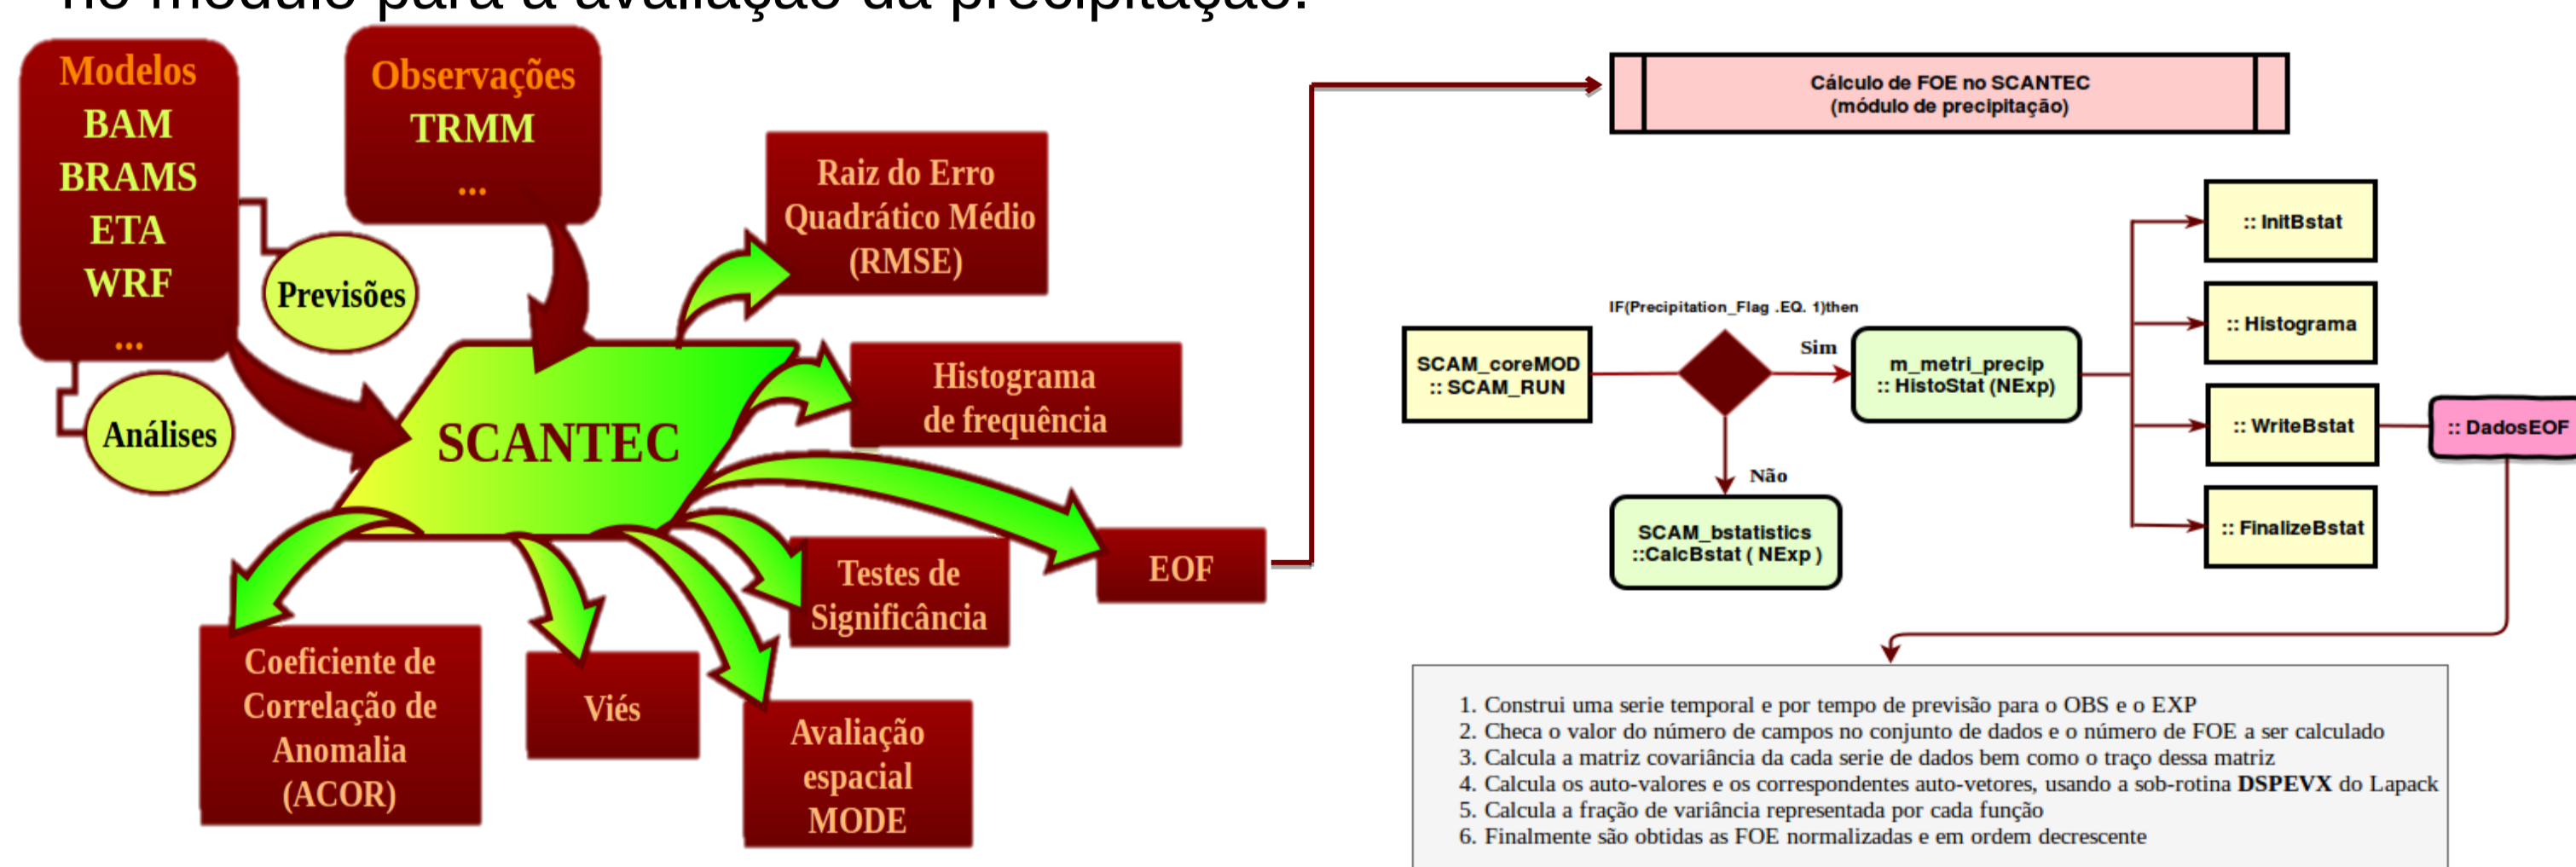 no módulo para a avaliação da precipitação.
Modelos
BAM
BRAMS
ETA
WRF
...
Previsões
Análises
Observações
TRMM
...
SCANTEC
Raiz do Erro
Quadrático Médio
(RMSE)
Histograma
de frequência
EOF
Testes de
Significância
Avaliação
espacial
MODE
Viés
Coeficiente de
Correlação de
Anomalia
(ACOR)
Cálculo de FOE no SCANTEC
(módulo de precipitação)
SCAM_coreMOD
:: SCAM_RUN
IF(Precipitation_Flag .EQ. 1)then
Sim
Não
m_metri_precip
:: HistoStat (NExp)
SCAM_bstatistics
::CalcBstat ( NExp )
:: InitBstat
:: Histograma
:: WriteBstat
:: FinalizeBstat
:: DadosEOF
1. Construi uma serie temporal e por tempo de previsão para o OBS e o EXP
2. Checa o valor do número de campos no conjunto de dados e o número de FOE a ser calculado
3. Calcula a matriz covariância da cada serie de dados bem como o traço dessa matriz
4. Calcula os auto-valores e os correspondentes auto-vetores, usando a sob-rotina DSPEVX do Lapack
5. Calcula a fração de variância representada por cada função
6. Finalmente são obtidas as FOE normalizadas e em ordem decrescente